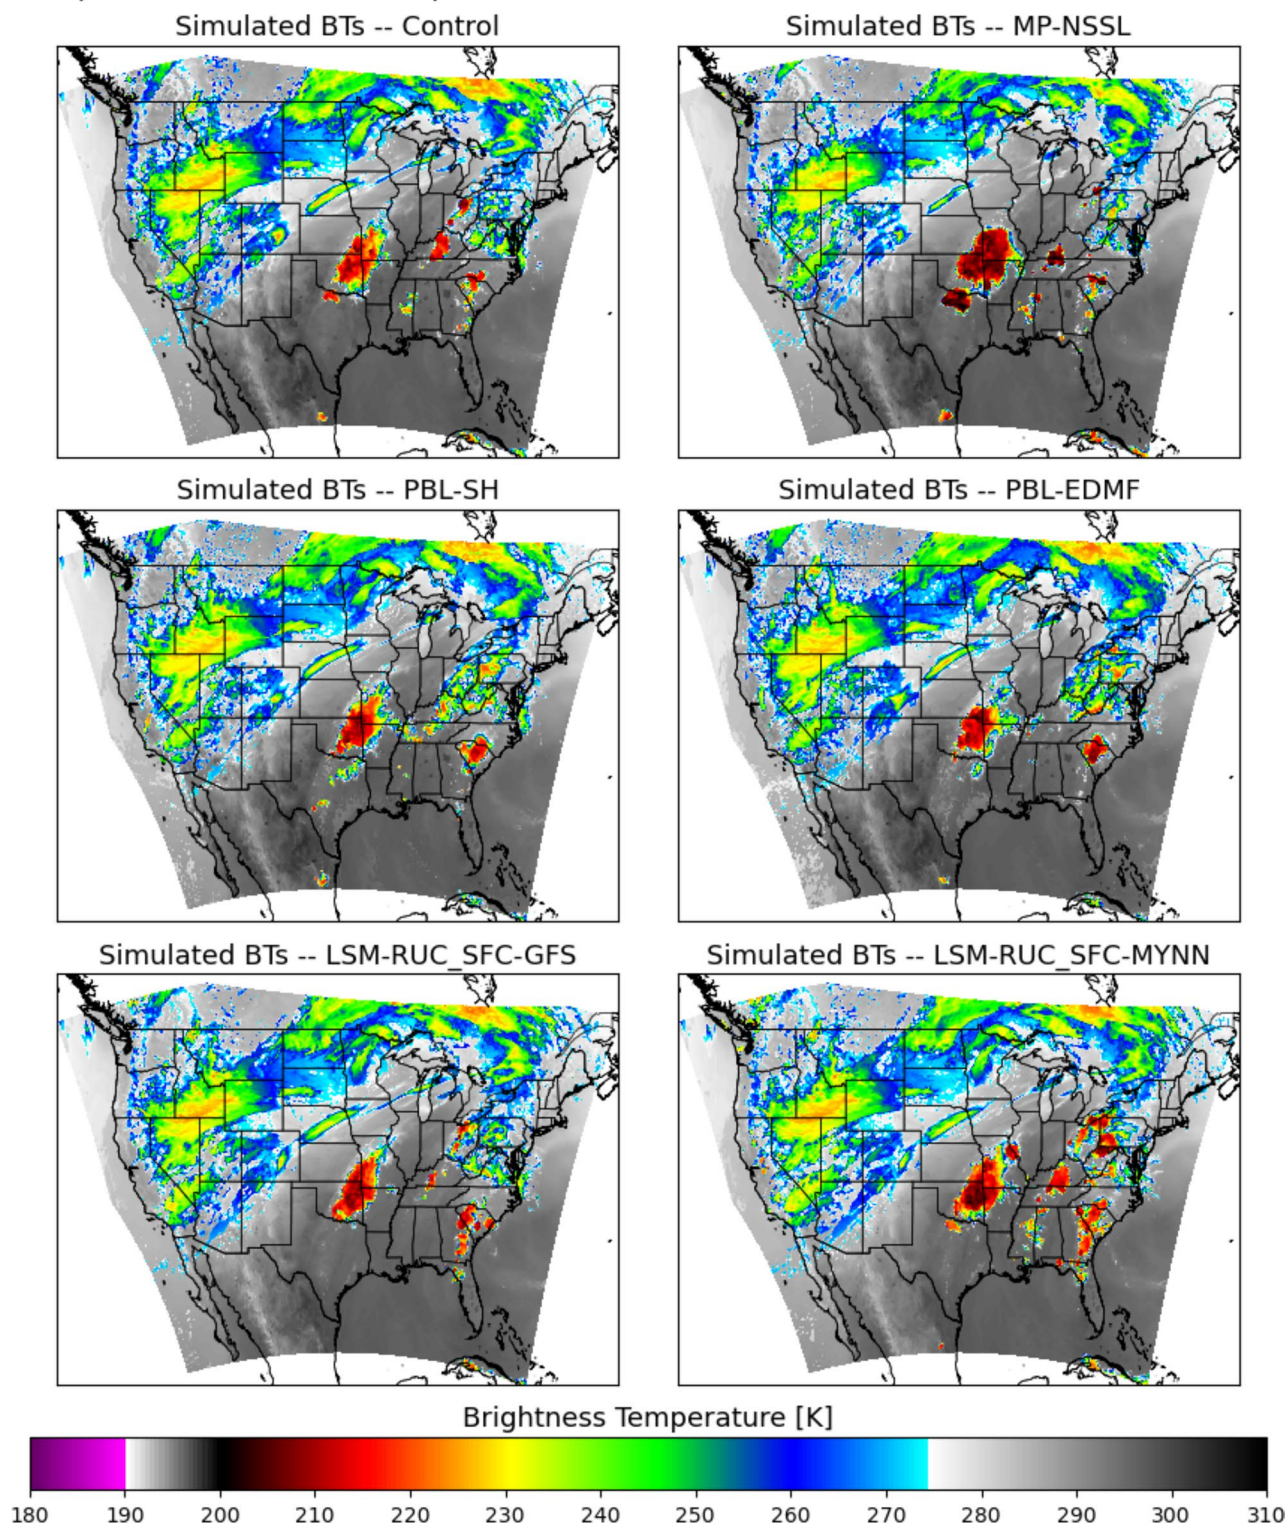 Simulated BTs -- Control
Simulated BTs -- MP-NSSL
Simulated BTs -- PBL-SH
Simulated BTs -- PBL-EDMF
Simulated BTs -- LSM-RUC_SFC-GFS
Simulated BTs -- LSM-RUC_SFC-MYNN
Brightness Temperature [K]
180 190 200 210 220 230 240 250 260 270 280 290 300 310